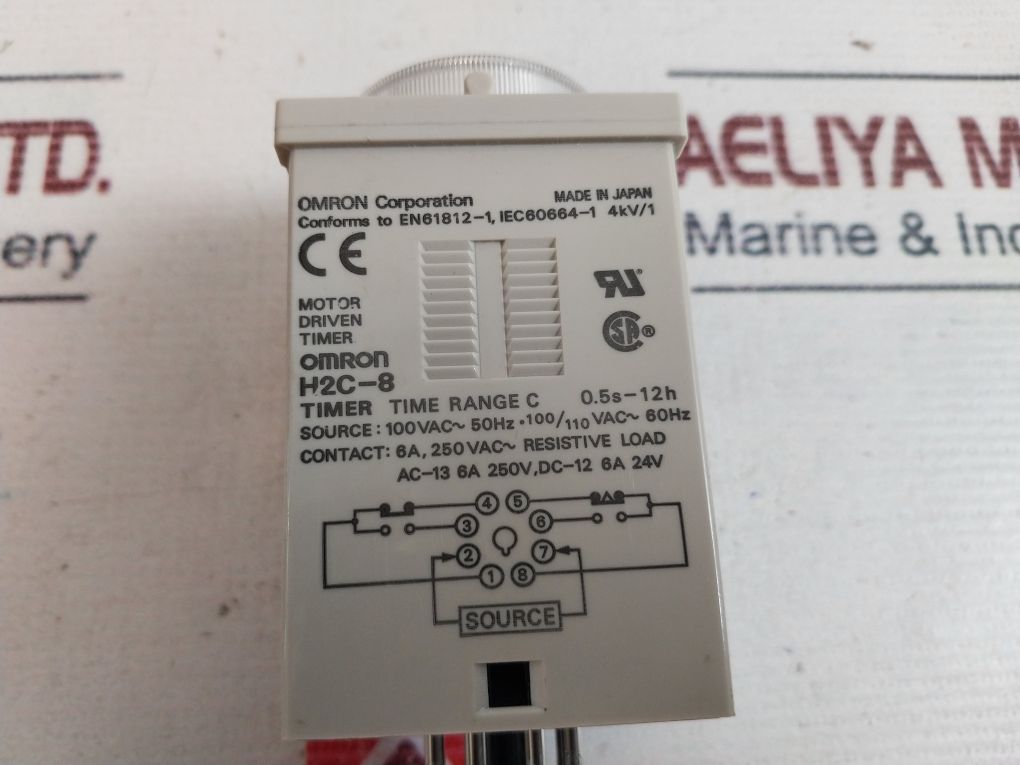 TD.
AELIYA M
ery
Marine & Ind
OMRON Corporation MADE IN JAPAN
Conforms to EN61812-1, IEC60664-1 4kV/1
CE
MOTOR
DRIVEN
TIMER
OMRON
H2C-8
SA ®
TIMER TIME RANGE C 0.5s-12h
SOURCE: 100VAC~ 50Hz·100/110 VAC~ 60Hz
CONTACT: 6A, 250VAC~ RESISTIVE LOAD
AC-13 6A 250V, DC-12 6A 24V
4 5
3 6
2 7
1 8
SOURCE